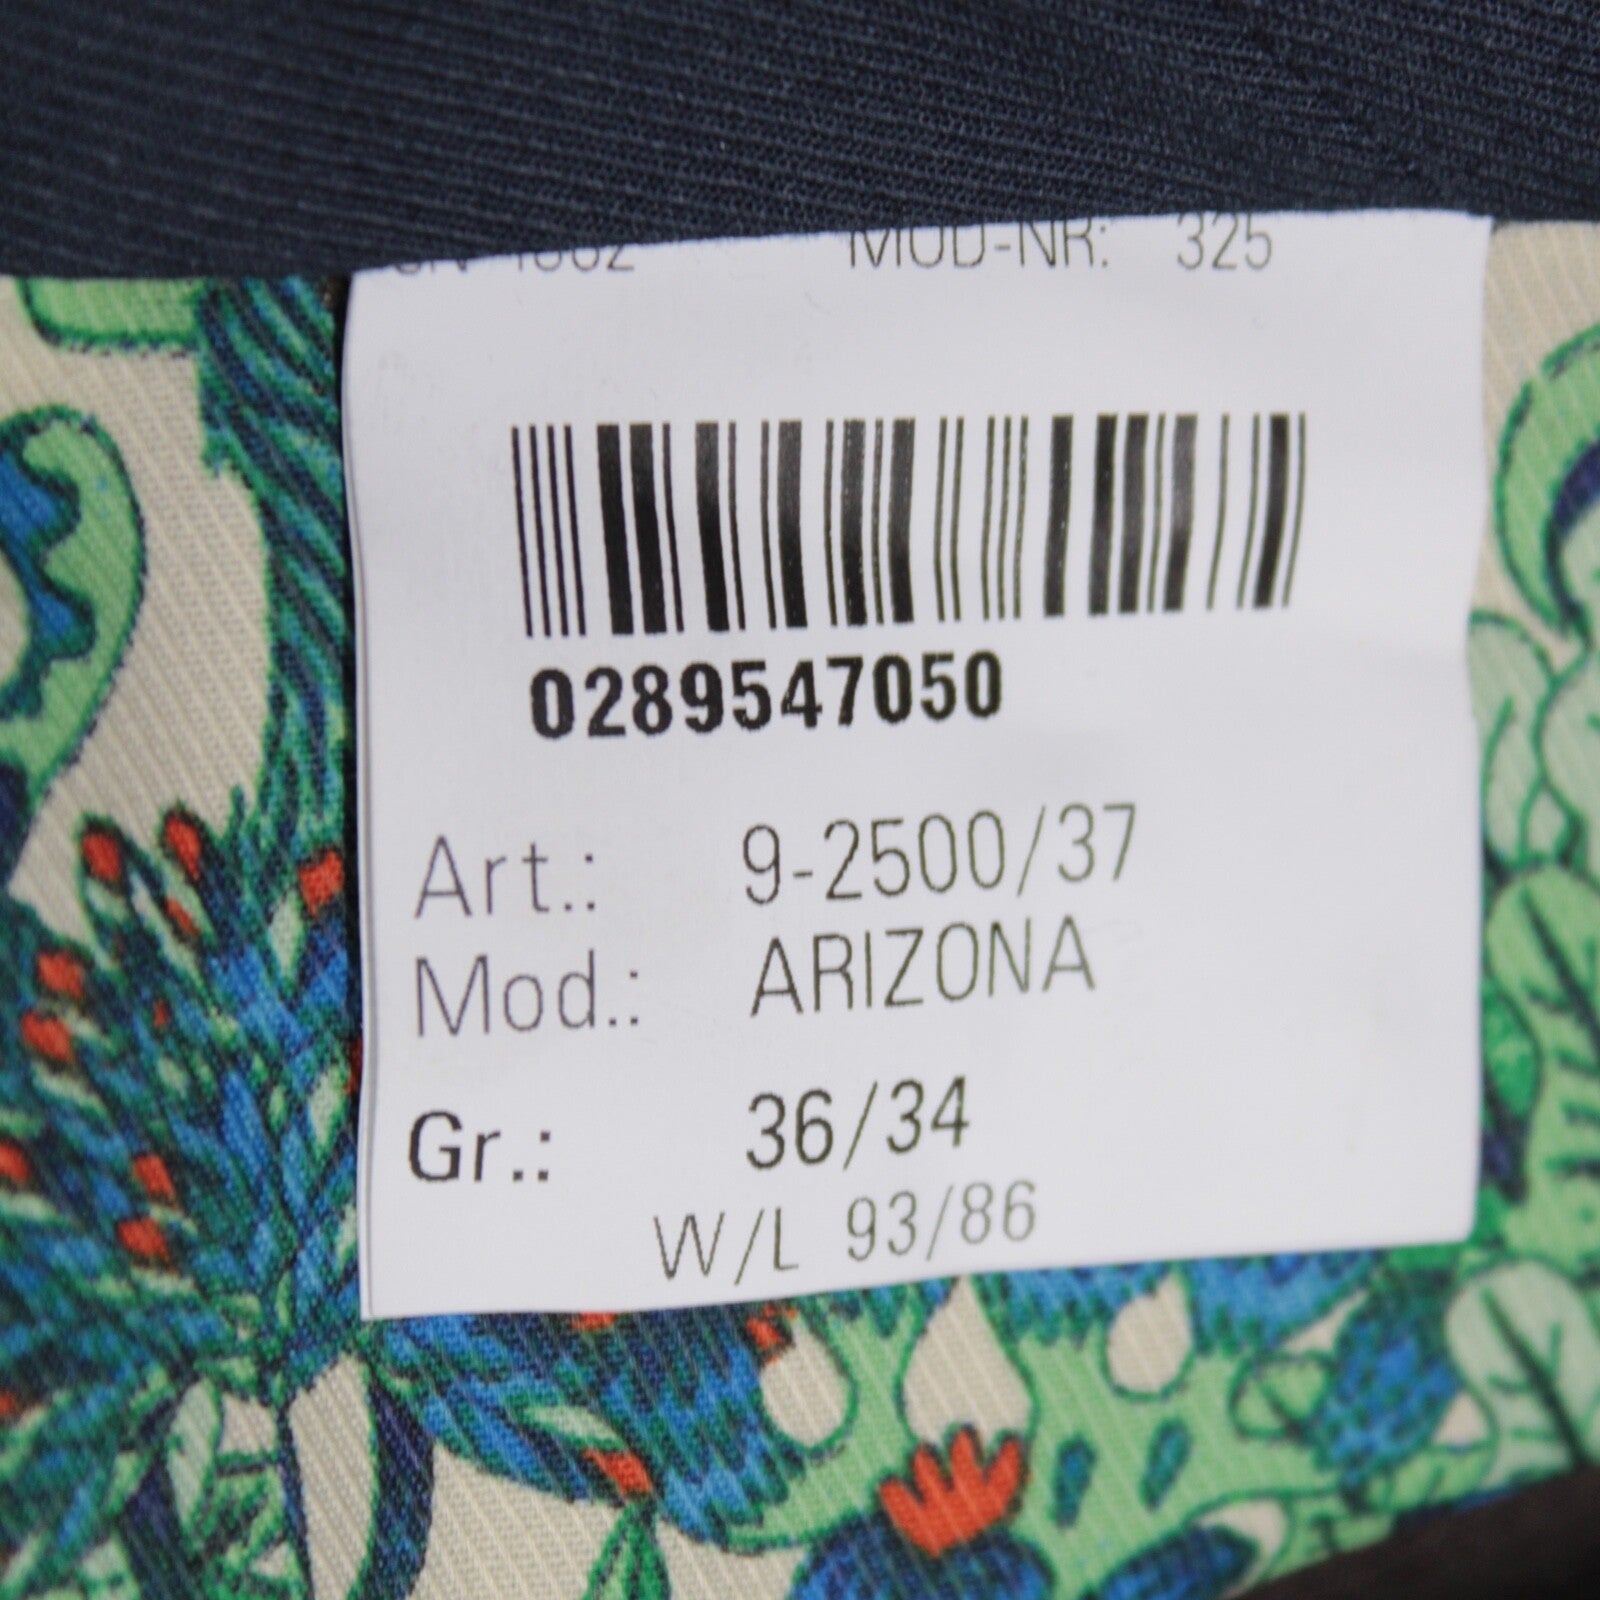 MOD-NR: 325
0289547050
Art.: 9-2500/37
Mod.: ARIZONA
Gr.: 36/34
W/L 93/86